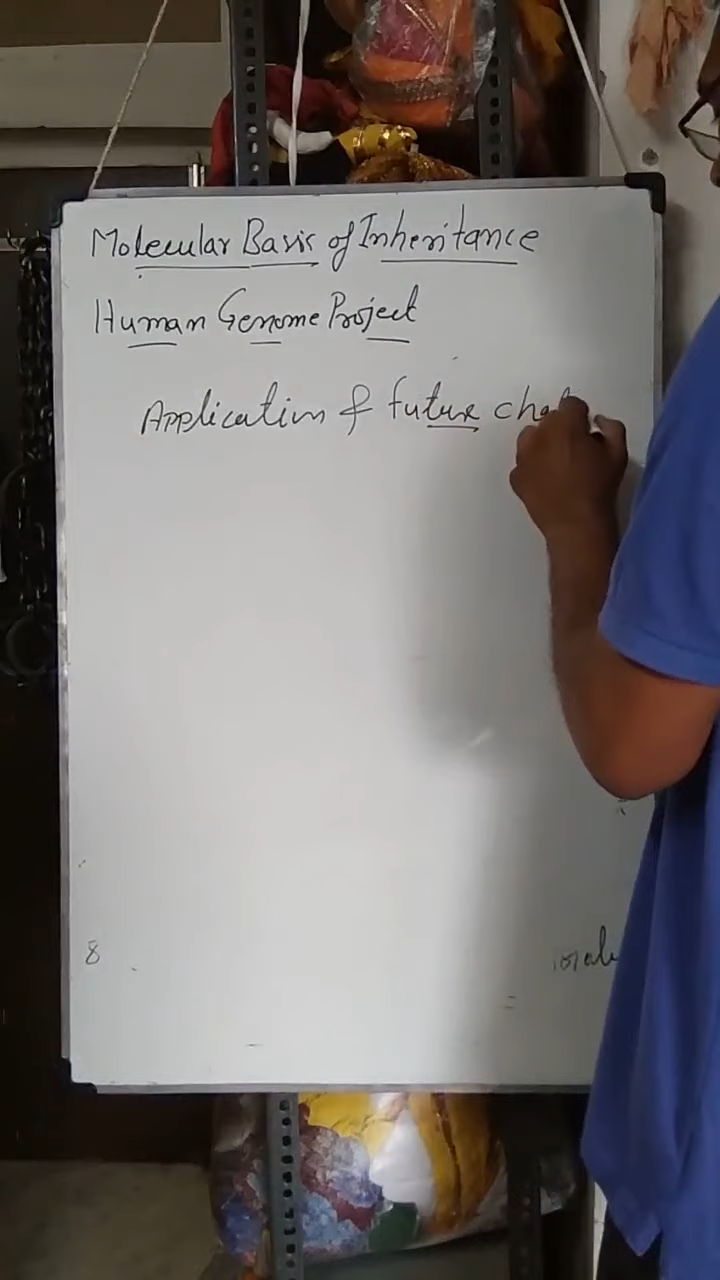 Molecular Basis of Inheritance
Human Genome Project
Application & future
8